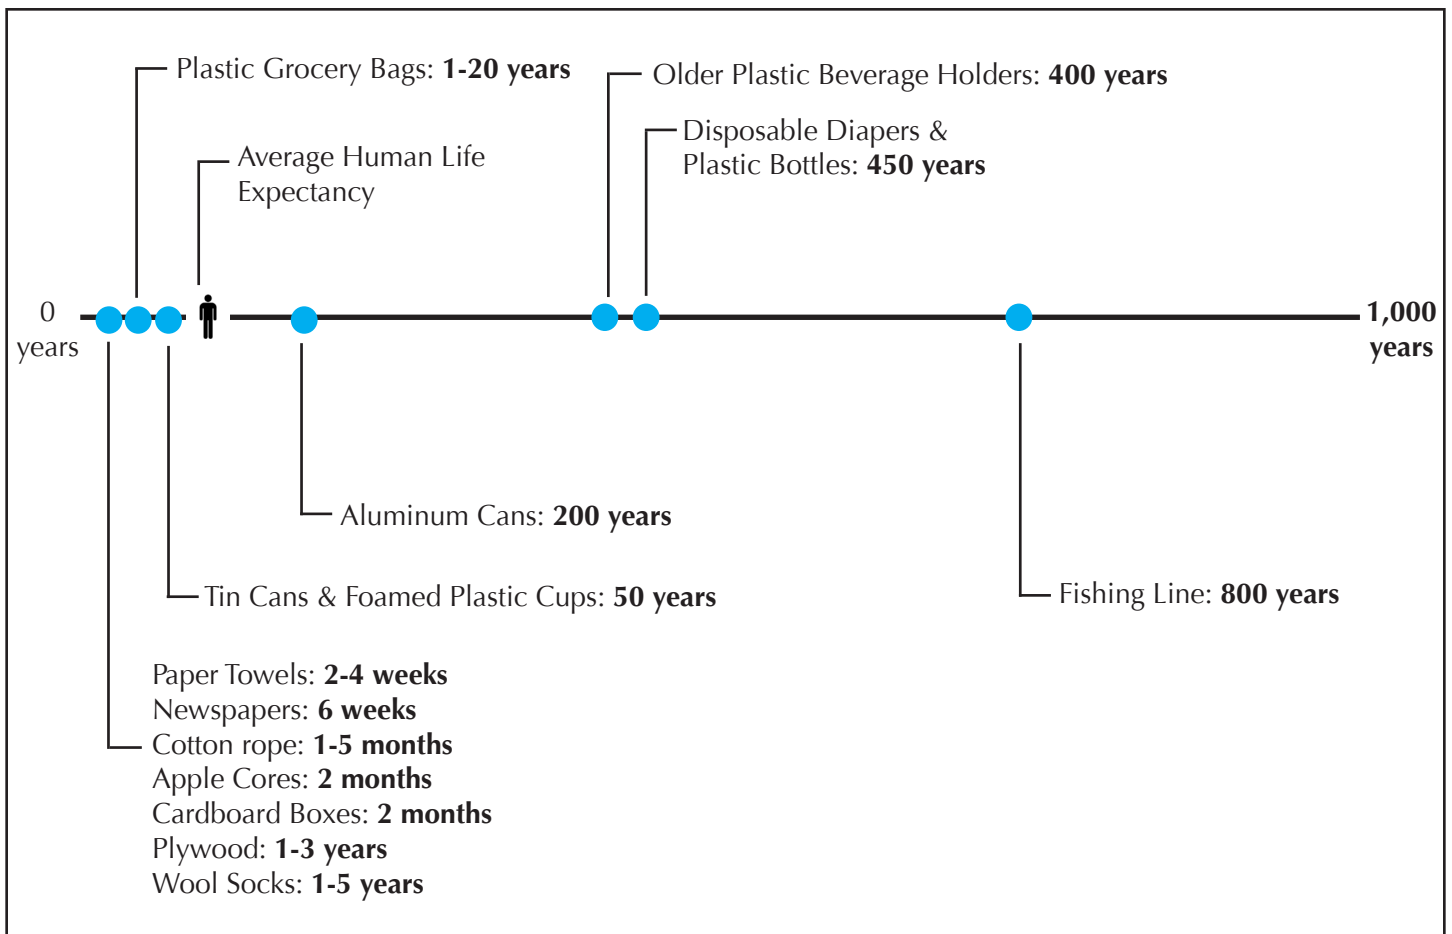 Plastic Grocery Bags: 1-20 years
Older Plastic Beverage Holders: 400 years
Disposable Diapers &
Plastic Bottles: 450 years
Average Human Life
Expectancy
0
years
1,000
years
Aluminum Cans: 200 years
Tin Cans & Foamed Plastic Cups: 50 years
Fishing Line: 800 years
Paper Towels: 2-4 weeks
Newspapers: 6 weeks
Cotton rope: 1-5 months
Apple Cores: 2 months
Cardboard Boxes: 2 months
Plywood: 1-3 years
Wool Socks: 1-5 years